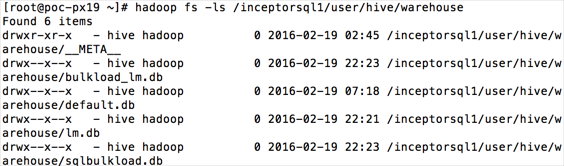 [root@poc-px19 ~]# hadoop fs -ls /inceptorsql1/user/hive/warehouse
Found 6 items
drwxr-xr-x   - hive hadoop          0 2016-02-19 02:45 /inceptorsql1/user/hive/w
arehouse/__META__
drwx--x--x   - hive hadoop          0 2016-02-19 22:23 /inceptorsql1/user/hive/w
arehouse/bulkload_lm.db
drwx--x--x   - hive hadoop          0 2016-02-19 07:18 /inceptorsql1/user/hive/w
arehouse/default.db
drwx--x--x   - hive hadoop          0 2016-02-19 22:21 /inceptorsql1/user/hive/w
arehouse/lm.db
drwx--x--x   - hive hadoop          0 2016-02-19 22:23 /inceptorsql1/user/hive/w
arehouse/sqlbulkload.db